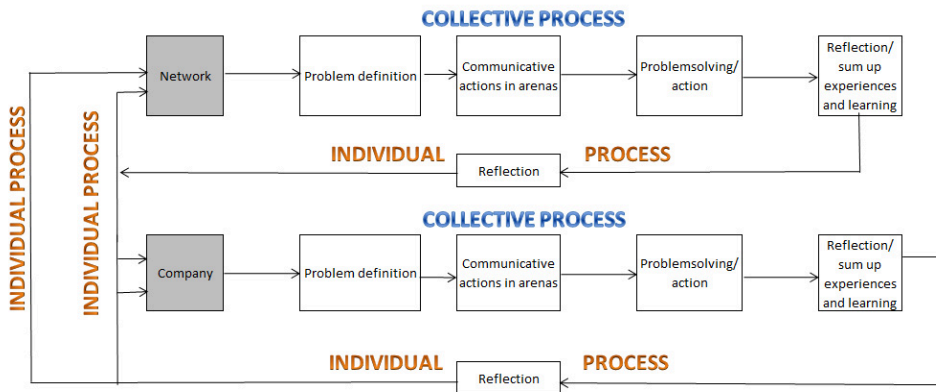 COLLECTIVE PROCESS
Network
Problem definition
Communicative
actions in arenas
Problemsolving/
action
Reflection/
sum up
experiences
and learning
INDIVIDUAL PROCESS
INDIVIDUAL PROCESS
INDIVIDUAL
Reflection
PROCESS
COLLECTIVE PROCESS
Company
Problem definition
Communicative
actions in arenas
Problemsolving/
action
Reflection/
sum up
experiences
and learning
INDIVIDUAL
Reflection
PROCESS